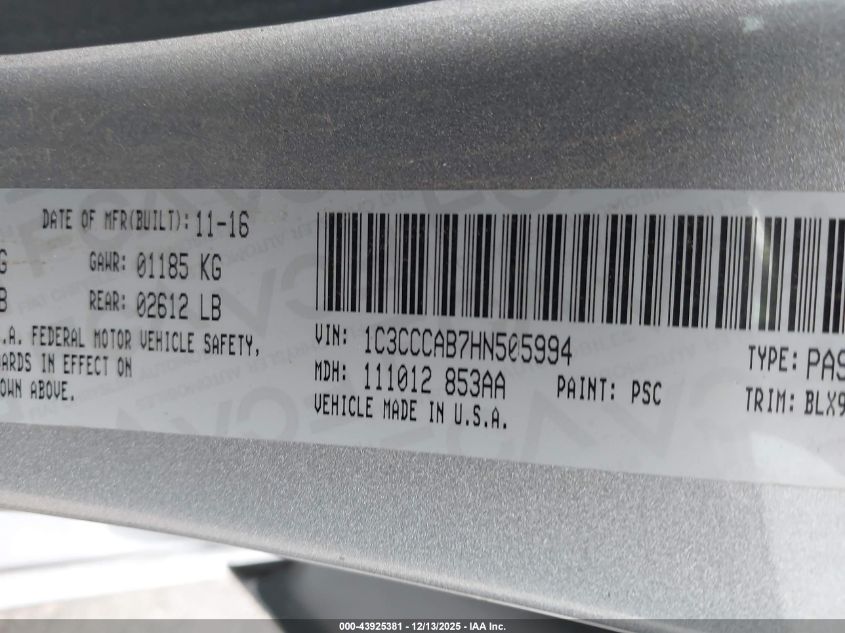 DATE OF MFR(BUILT): 11-16
G GAWR: 01185 KG
B REAR: 02612 LB
.A. FEDERAL MOTOR VEHICLE SAFETY,
ARDS IN EFFECT ON
OWN ABOVE.
VIN: 1C3CCCAB7HN505994
TYPE: PAS
MDH: 111012 853AA
PAINT: PSC
TRIM: BLX9
VEHICLE MADE IN U.S.A.
000-43925381 - 12/13/2025 - IAA Inc.